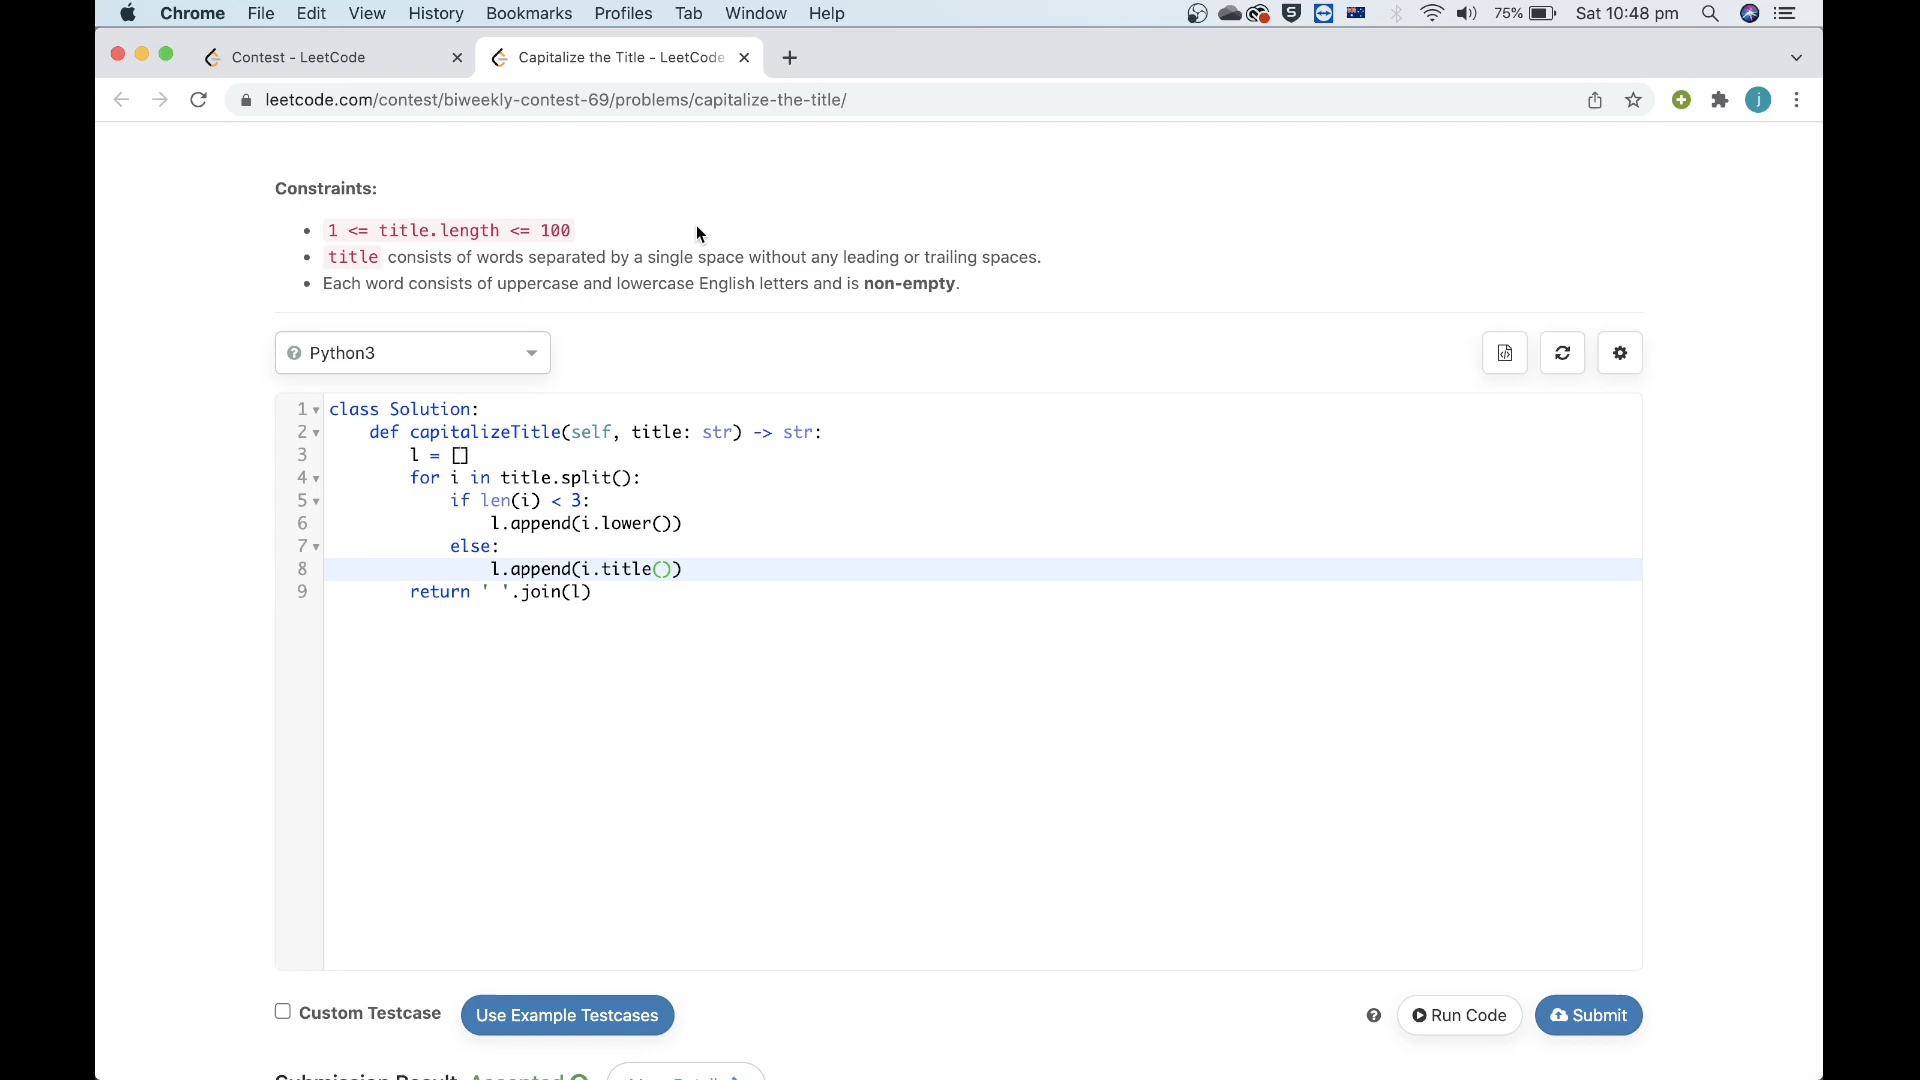 Chrome File Edit View History Bookmarks Profiles Tab Window Help 75% Sat 10:48 pm
Contest - LeetCode Capitalize the Title - LeetCode
leetcode.com/contest/biweekly-contest-69/problems/capitalize-the-title/ j
Constraints:
1 <= title.length <= 100
title consists of words separated by a single space without any leading or trailing spaces.
Each word consists of uppercase and lowercase English letters and is non-empty.
Python3
1 class Solution:
2 def capitalizeTitle(self, title: str) -> str:
3 l = []
4 for i in title.split():
5 if len(i) < 3:
6 l.append(i.lower())
7 else:
8 l.append(i.title())
9 return ' '.join(l)
Custom Testcase Use Example Testcases Run Code Submit
Submission Result Accepted